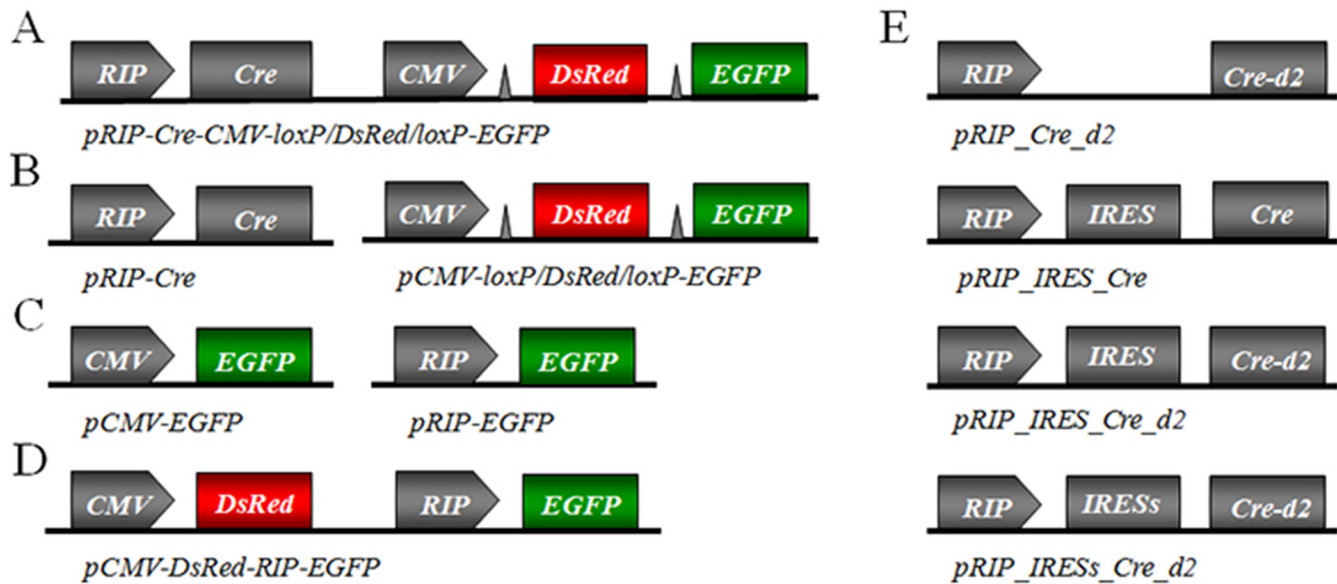 A
RIP Cre CMV DsRed EGFP
pRIP-Cre-CMV-loxP/DsRed/loxP-EGFP
B
RIP Cre CMV DsRed EGFP
pRIP-Cre pCMV-loxP/DsRed/loxP-EGFP
C
CMV EGFP RIP EGFP
pCMV-EGFP pRIP-EGFP
D
CMV DsRed RIP EGFP
pCMV-DsRed-RIP-EGFP
E
RIP Cre-d2
pRIP_Cre_d2
RIP IRES Cre
pRIP_IRES_Cre
RIP IRES Cre-d2
pRIP_IRES_Cre_d2
RIP IRESs Cre-d2
pRIP_IRESs_Cre_d2